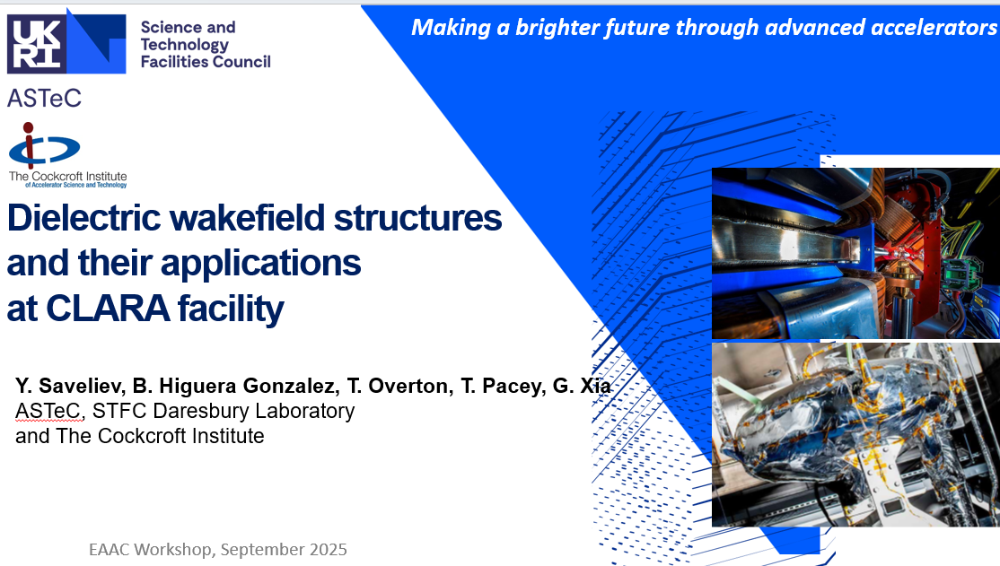 UK
RI
Science and
Technology
Facilities Council
Making a brighter future through advanced accelerators
ASTeC
The Cockcroft Institute
of Accelerator Science and Technology
Dielectric wakefield structures
and their applications
at CLARA facility
Y. Saveliev, B. Higuera Gonzalez, T. Overton, T. Pacey, G. Xia
ASTeC, STFC Daresbury Laboratory
and The Cockcroft Institute
EAAC Workshop, September 2025